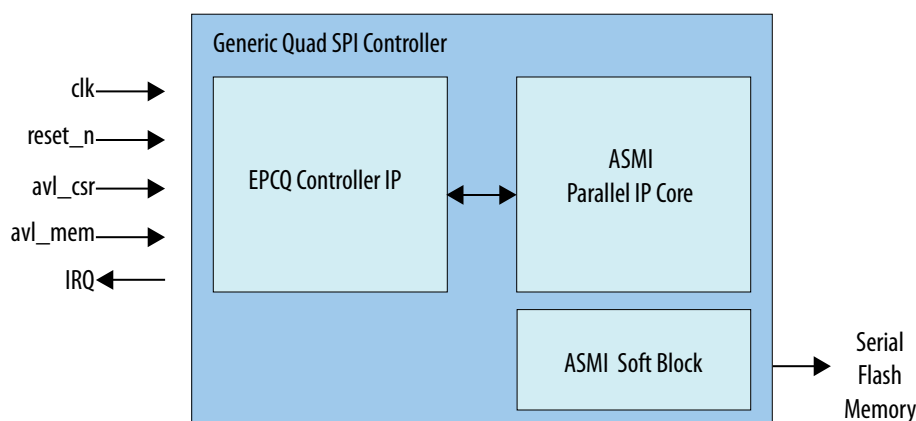 Generic Quad SPI Controller
clk
reset_n
avl_csr
avl_mem
IRQ
EPCQ Controller IP
ASMI
Parallel IP Core
ASMI Soft Block
Serial
Flash
Memory